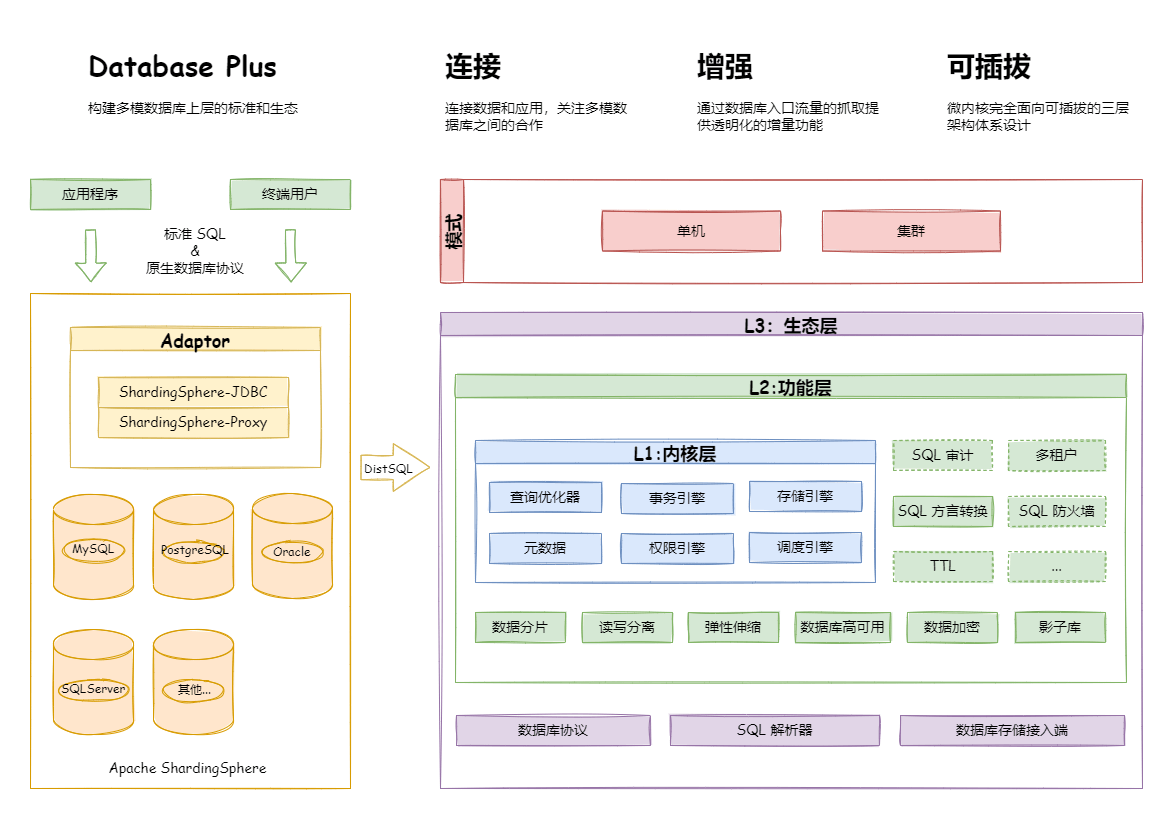 Database Plus
构建多模数据库上层的标准和生态
连接
连接数据和应用，关注多模数
据库之间的合作
增强
通过数据库入口流量的抓取提
供透明化的增量功能
可插拔
微内核完全面向可插拔的三层
架构体系设计
应用程序
终端用户
标准 SQL
&
原生数据库协议
Adaptor
ShardingSphere-JDBC
ShardingSphere-Proxy
MySQL
PostgreSQL
Oracle
SQLServer
其他...
Apache ShardingSphere
DistSQL
模式
单机
集群
L3：生态层
L2:功能层
L1:内核层
查询优化器
事务引擎
存储引擎
元数据
权限引擎
调度引擎
SQL 审计
多租户
SQL 方言转换
SQL 防火墙
TTL
...
数据分片
读写分离
弹性伸缩
数据库高可用
数据加密
影子库
数据库协议
SQL 解析器
数据库存储接入端